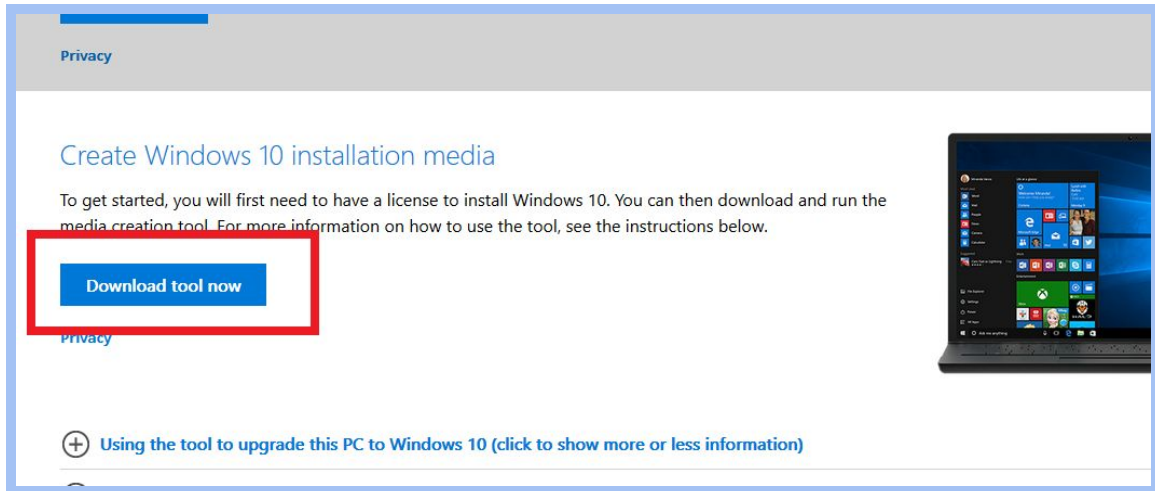 Privacy
Create Windows 10 installation media
To get started, you will first need to have a license to install Windows 10. You can then download and run the
media creation tool. For more information on how to use the tool, see the instructions below.
Download tool now
Privacy
Using the tool to upgrade this PC to Windows 10 (click to show more or less information)